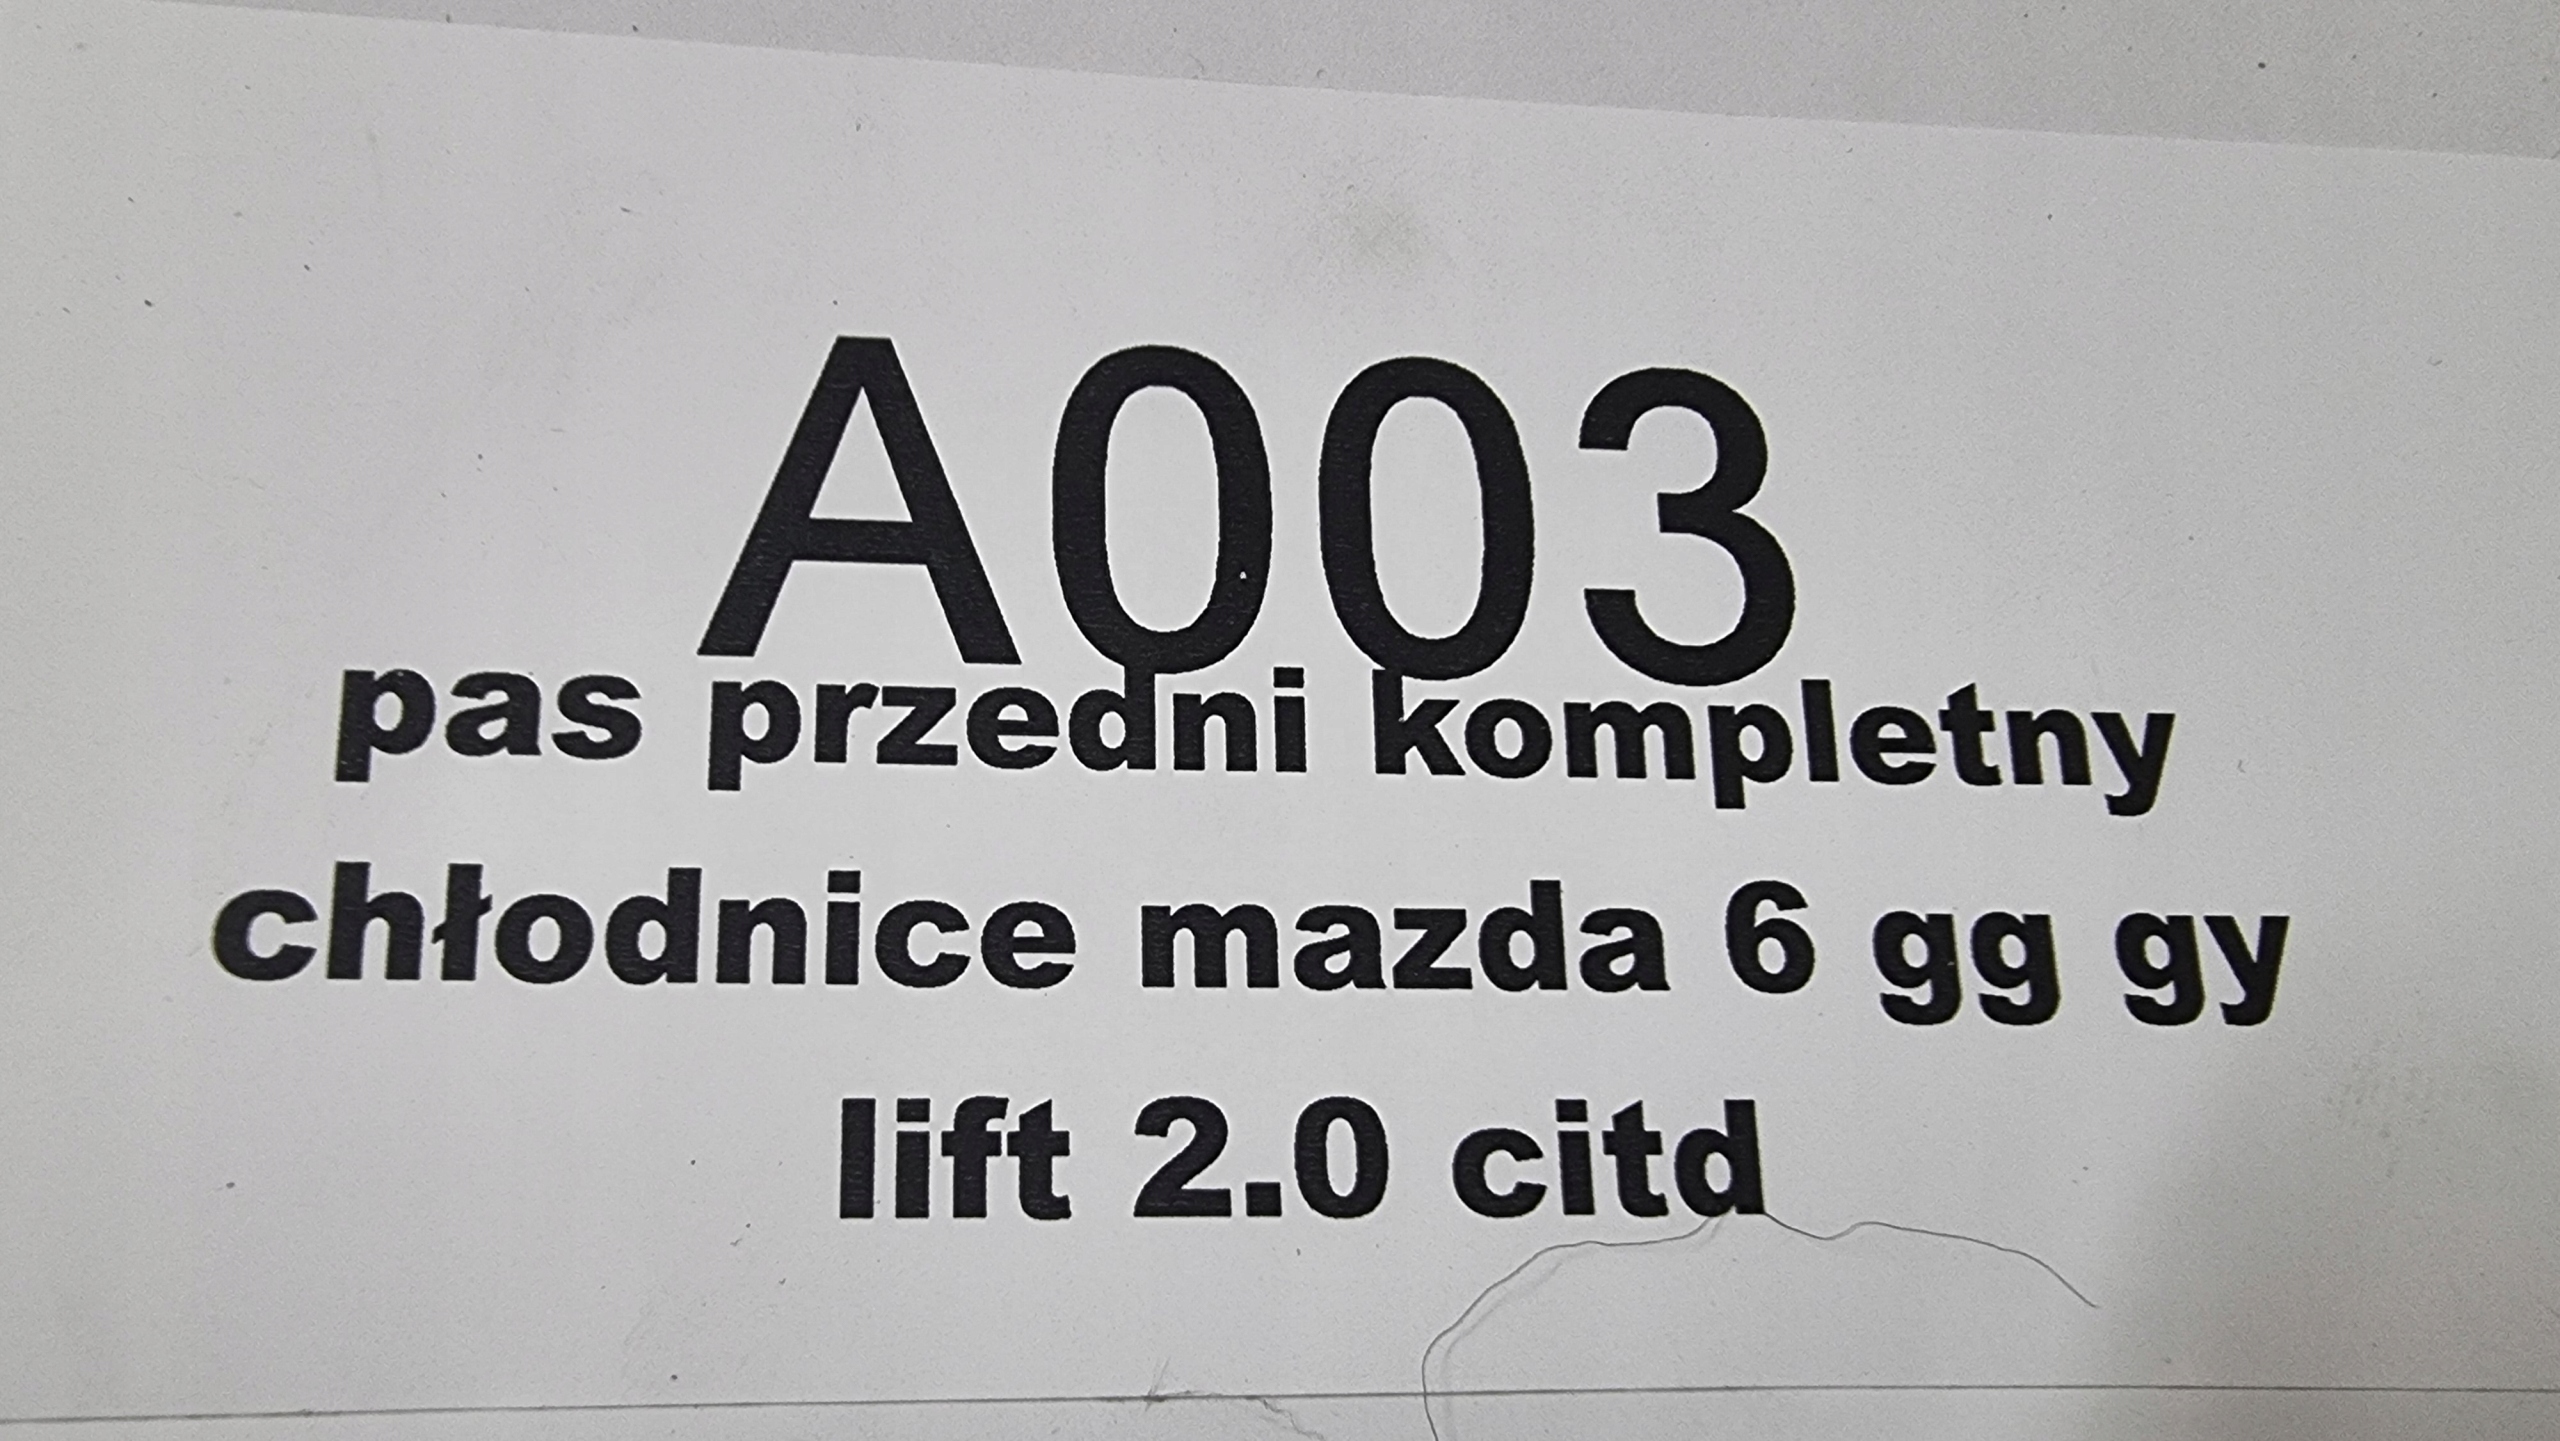 A003
pas przedni kompletny
chłodnice mazda 6 gg gy
lift 2.0 citd